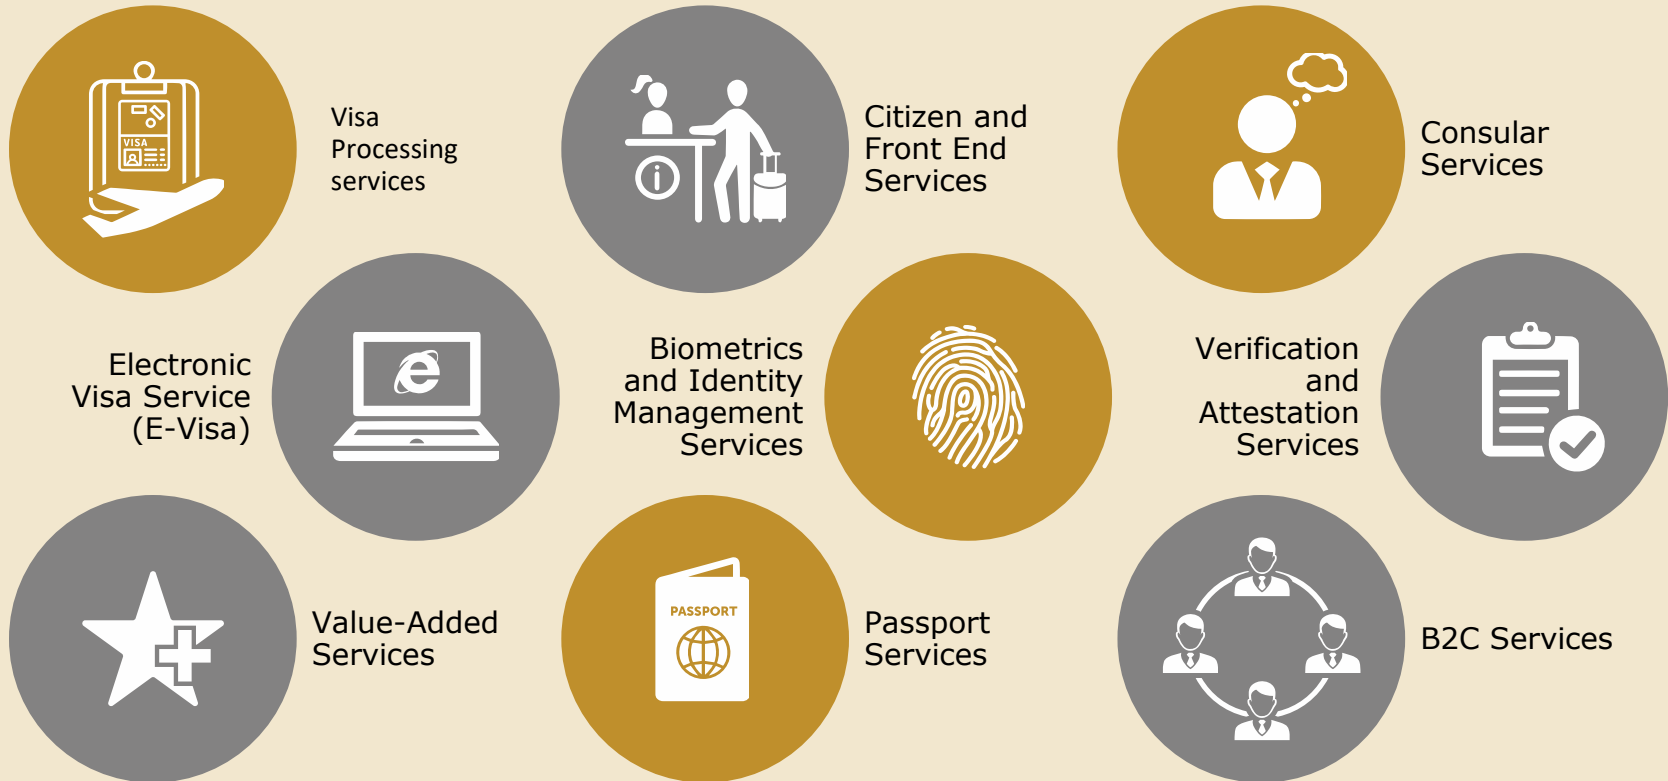 VISA
Visa
Processing
services
Citizen and
Front End
Services
Consular
Services
Electronic
Visa Service
(E-Visa)
Biometrics
and Identity
Management
Services
Verification
and
Attestation
Services
Value-Added
Services
PASSPORT
Passport
Services
B2C Services